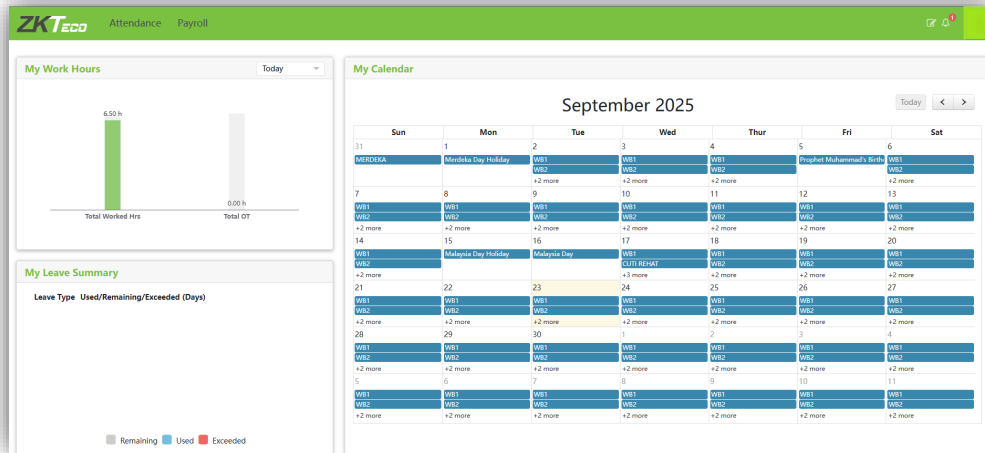 ZKTECO Attendance Payroll 1
My Work Hours Today
6.50 h
0.00 h
Total Worked Hrs Total OT
My Leave Summary
Leave Type Used/Remaining/Exceeded (Days)
Remaining Used Exceeded
My Calendar
September 2025 Today < >
Sun Mon Tue Wed Thur Fri Sat
31 1 2 3 4 5 6
MERDEKA Merdeka Day Holiday WB1 WB1 WB1 Prophet Muhammad's Birth WB1
WB2 WB2 WB2 WB2
+2 more +2 more +2 more +2 more
7 8 9 10 11 12 13
WB1 WB1 WB1 WB1 WB1 WB1 WB1
WB2 WB2 WB2 WB2 WB2 WB2 WB2
+2 more +2 more +2 more +2 more +2 more +2 more +2 more
14 15 16 17 18 19 20
WB1 Malaysia Day Holiday Malaysia Day WB1 WB1 WB1 WB1
WB2 CUTI REHAT WB2 WB2 WB2
+2 more +3 more +2 more +2 more +2 more
21 22 23 24 25 26 27
WB1 WB1 WB1 WB1 WB1 WB1 WB1
WB2 WB2 WB2 WB2 WB2 WB2 WB2
+2 more +2 more +2 more +2 more +2 more +2 more +2 more
28 29 30 1 2 3 4
WB1 WB1 WB1 WB1 WB1 WB1 WB1
WB2 WB2 WB2 WB2 WB2 WB2 WB2
+2 more +2 more +2 more +2 more +2 more +2 more +2 more
5 6 7 8 9 10 11
WB1 WB1 WB1 WB1 WB1 WB1 WB1
WB2 WB2 WB2 WB2 WB2 WB2 WB2
+2 more +2 more +2 more +2 more +2 more +2 more +2 more